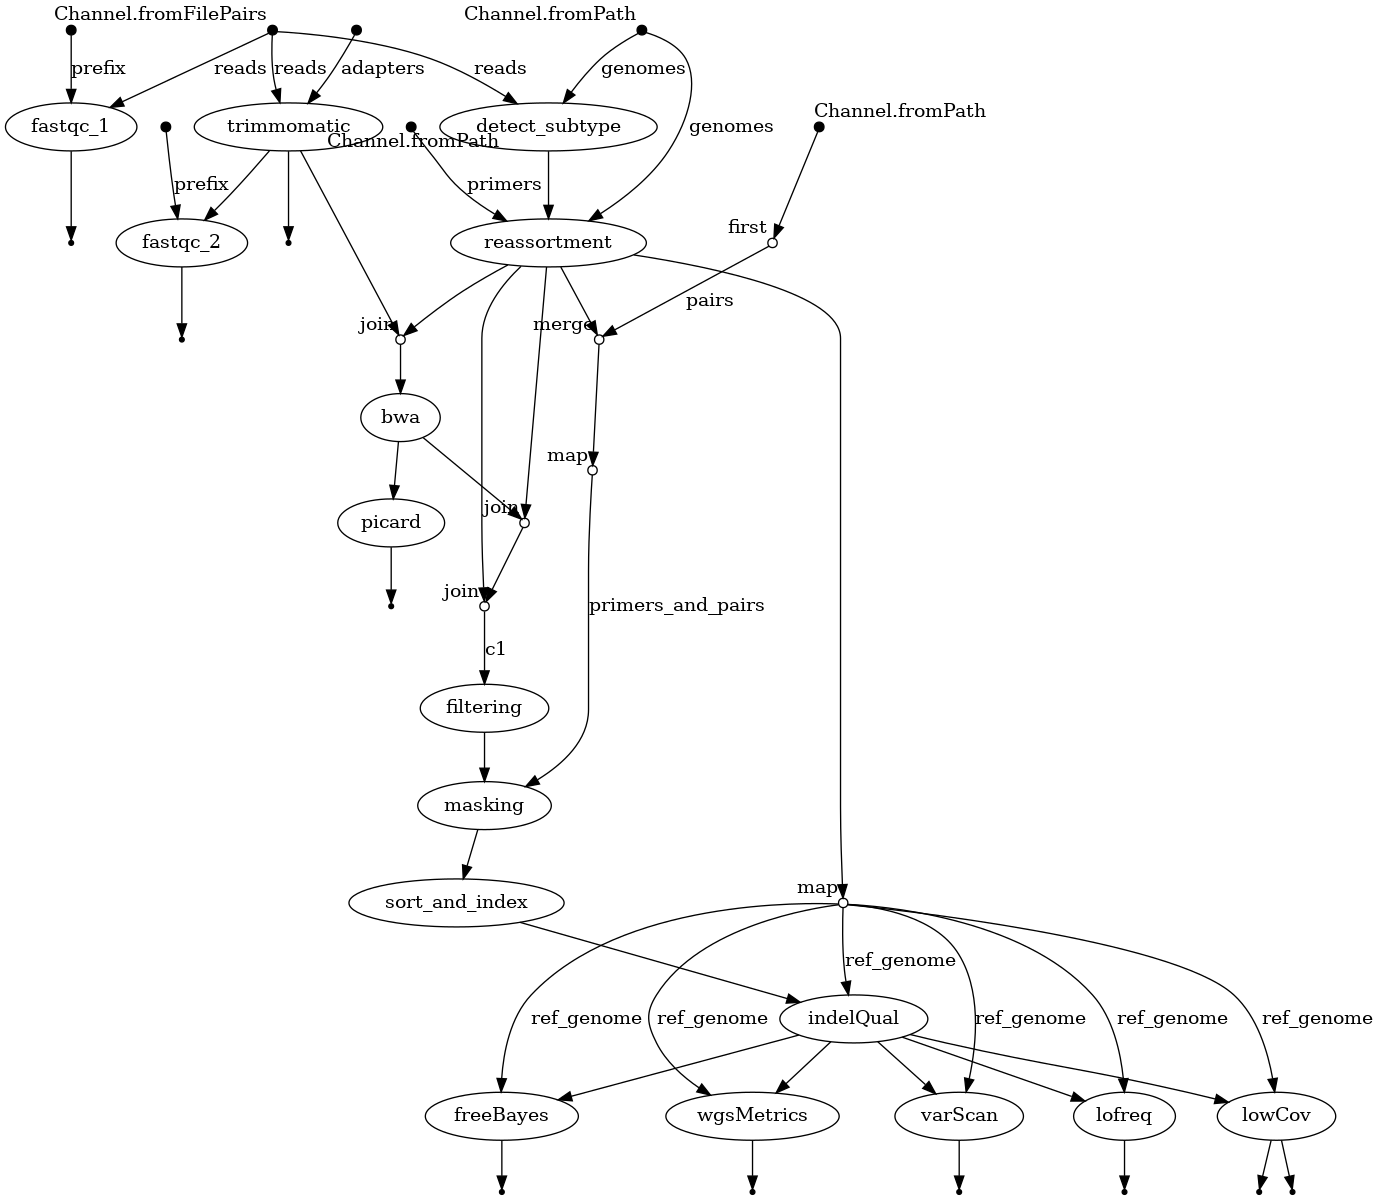 Channel.fromFilePairs
Channel.fromPath
prefix
reads
reads
adapters
reads
genomes
Channel.fromPath
fastqc_1
trimmomatic
detect_subtype
genomes
Channel.fromPath
prefix
primers
first
fastqc_2
reassortment
pairs
join
merge
bwa
map
join
picard
join
primers_and_pairs
c1
filtering
masking
map
sort_and_index
ref_genome
ref_genome
ref_genome
indelQual
ref_genome
ref_genome
ref_genome
freeBayes
wgsMetrics
varScan
lofreq
lowCov